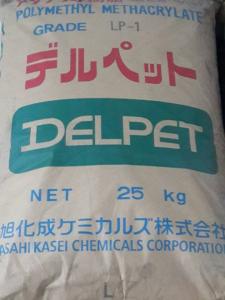 POLYMETHYL METHACRYLATE
GRADE LP-1
デルペット
DELPET
NET 25 kg
旭化成ケミカルズ株式会社
ASAHI KASEI CHEMICALS CORPORATION
L